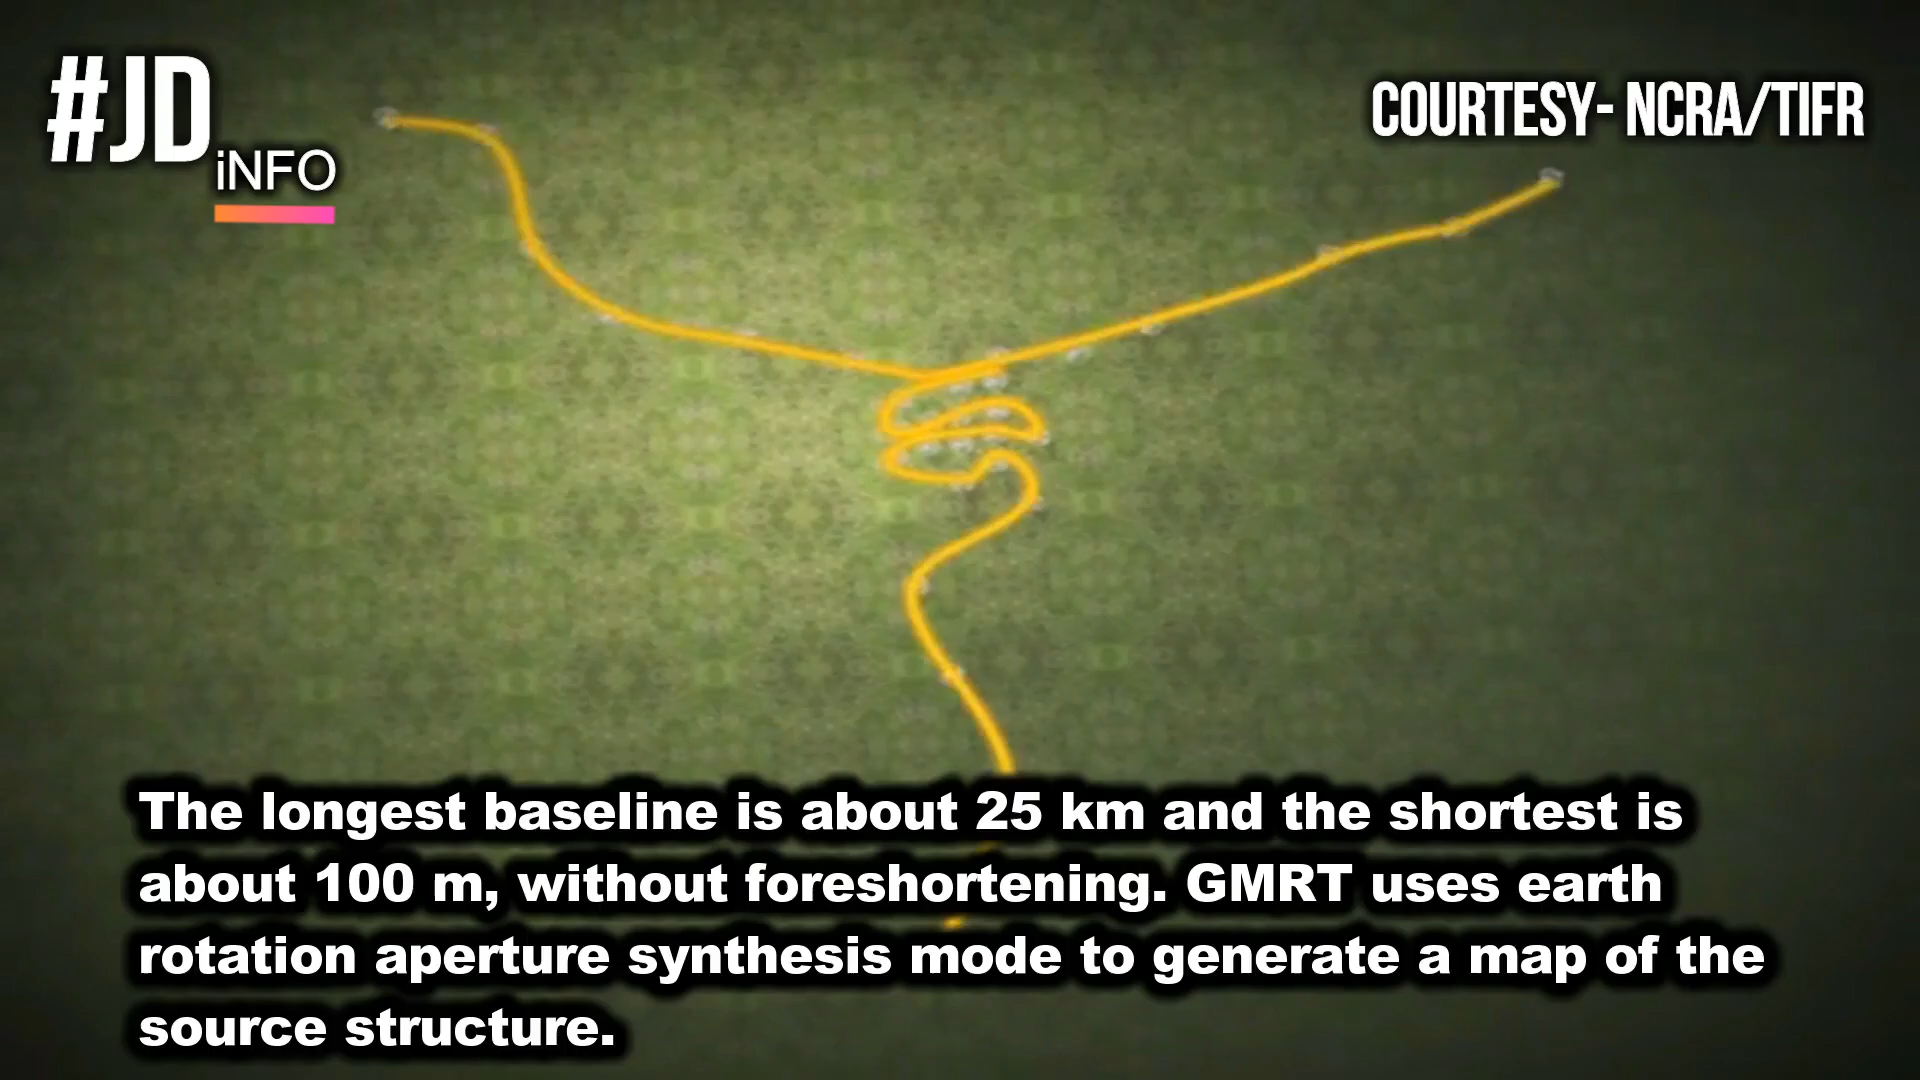 #JD
iNFO
COURTESY- NCRA/TIFR
The longest baseline is about 25 km and the shortest is
about 100 m, without foreshortening. GMRT uses earth
rotation aperture synthesis mode to generate a map of the
source structure.